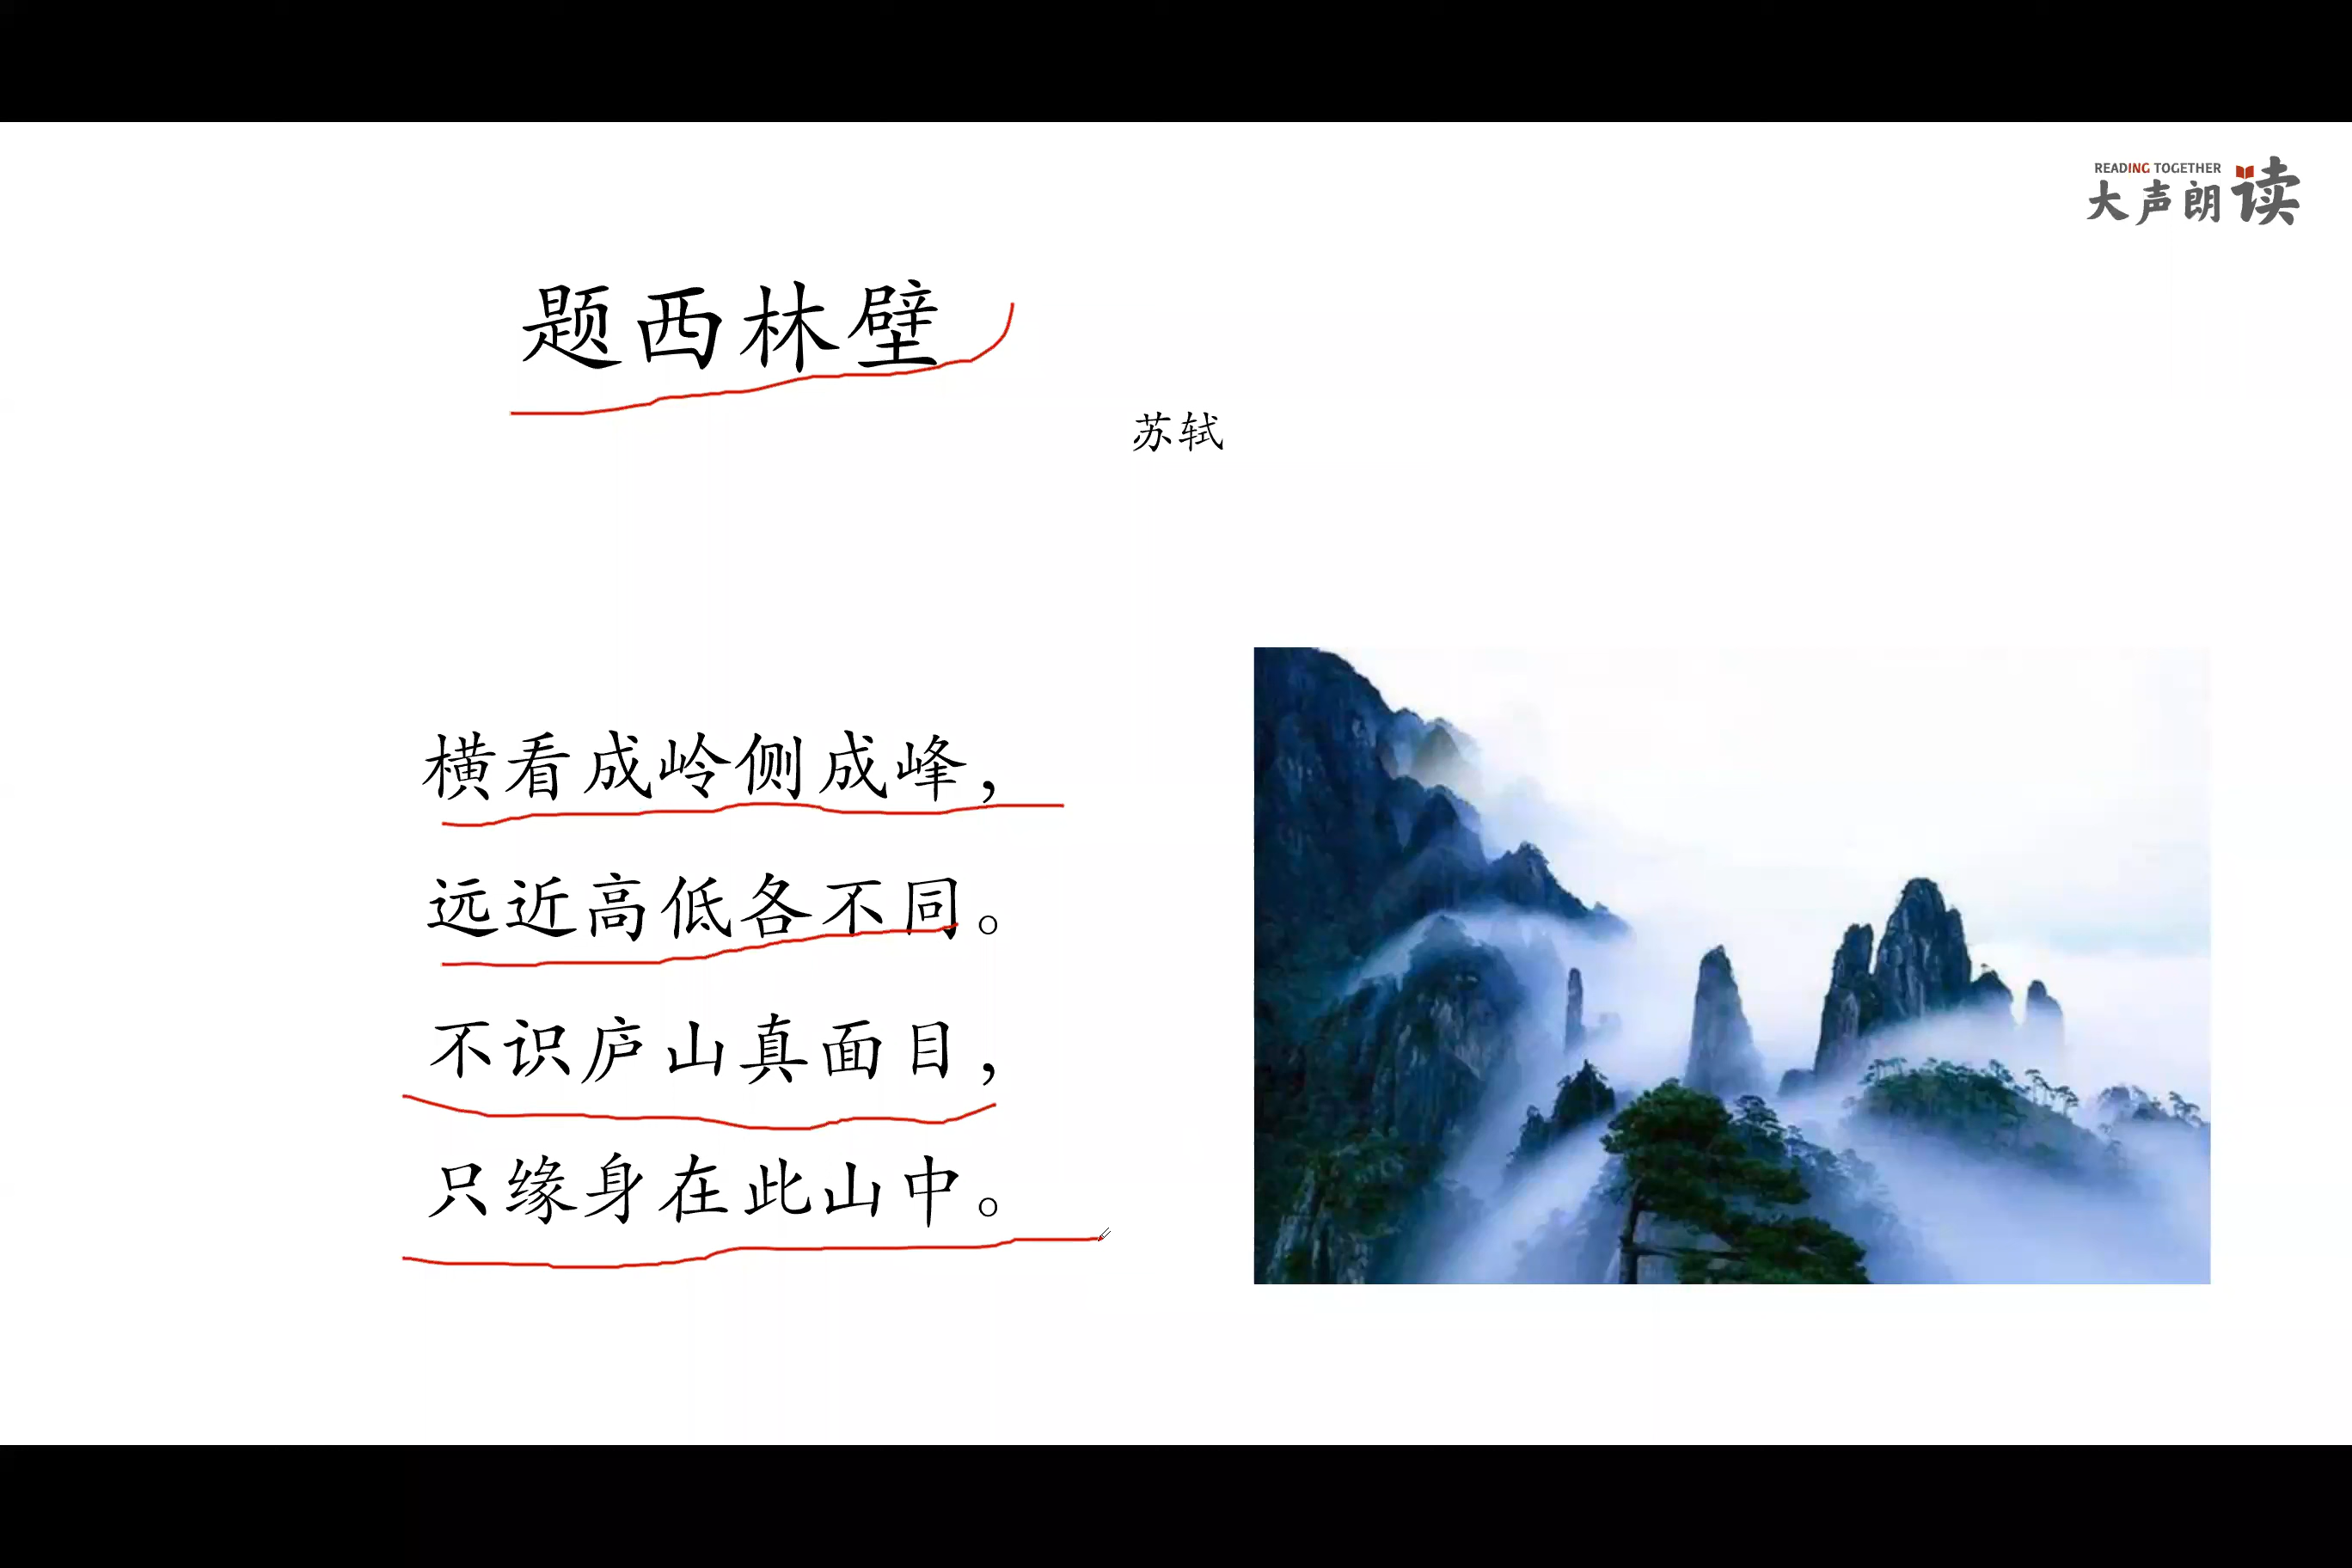 READING TOGETHER
大声朗读
题西林壁
苏轼
横看成岭侧成峰，
远近高低各不同。
不识庐山真面目，
只缘身在此山中。